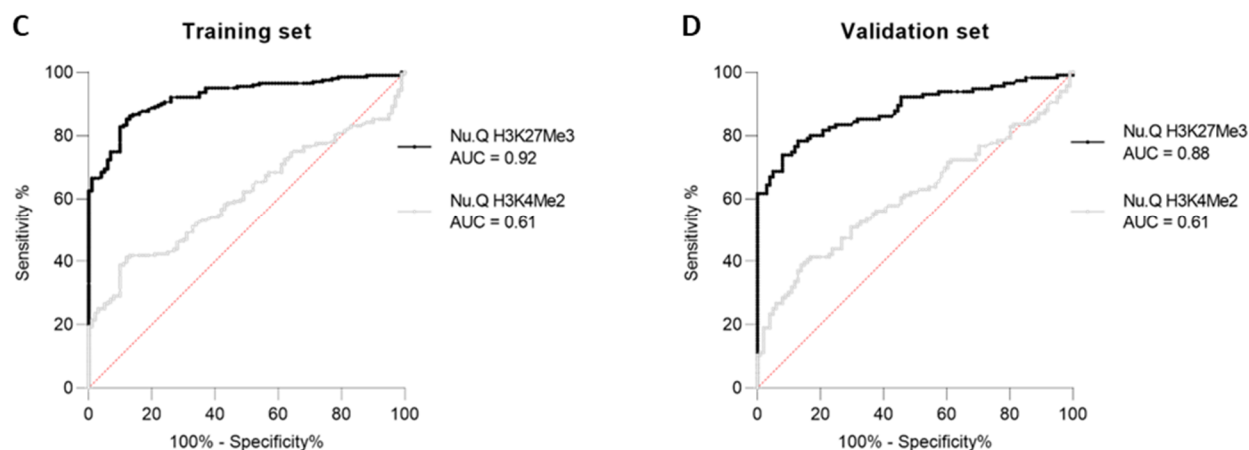 C
Training set
100
80
60
40
20
0
Sensitivity %
0 20 40 60 80 100
100% - Specificity%
Nu.Q H3K27Me3
AUC = 0.92
Nu.Q H3K4Me2
AUC = 0.61
D
Validation set
100
80
60
40
20
0
Sensitivity %
0 20 40 60 80 100
100% - Specificity%
Nu.Q H3K27Me3
AUC = 0.88
Nu.Q H3K4Me2
AUC = 0.61